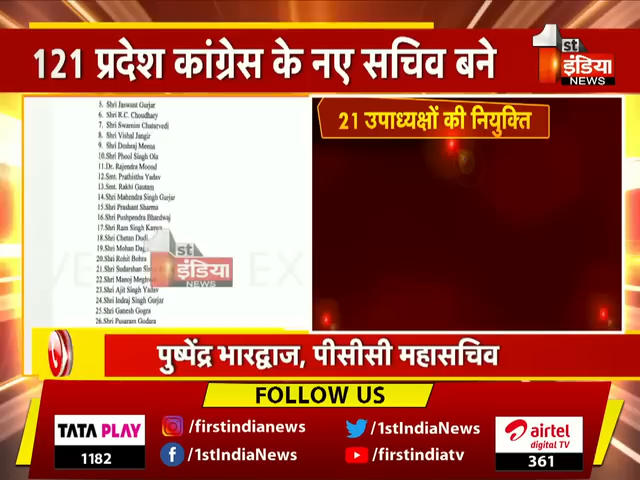 121 प्रदेश कांग्रेस के नए सचिव बने
1st
इंडिया
NEWS
21 उपाध्यक्षों की नियुक्ति
5. Shri Jaswant Gurjar
6. Shri R.C. Choudhary
7. Shri Swarnim Chaturvedi
8. Shri Vishal Jangir
9. Shri Deshraj Meena
10.Shri Phool Singh Ola
11.Dr. Rajendra Moond
12.Smt. Prathistha Yadav
13.Smt. Rakhi Gautam
14.Shri Mahendra Singh Gurjar
15.Shri Prashant Sharma
16.Shri Pushpendra Bhardwaj
17.Shri Ram Singh
18.Shri Chetan Dudi
19.Shri Mohan
20.Shri Rohit Bohra
21.Shri Sudarshan
22.Shri Manoj
23.Shri Ajit Singh Yadav
24.Shri Indraj Singh Gurjar
25.Shri Ganesh Gogra
26.Shri Pusaram Godara
1st
इंडिया
NEWS
पुष्पेंद्र भारद्वाज, पीसीसी महासचिव
FOLLOW US
TATA PLAY
1182
/firstindianews
/1stIndiaNews
/1stIndiaNews
/firstindiatv
airtel
digital TV
361